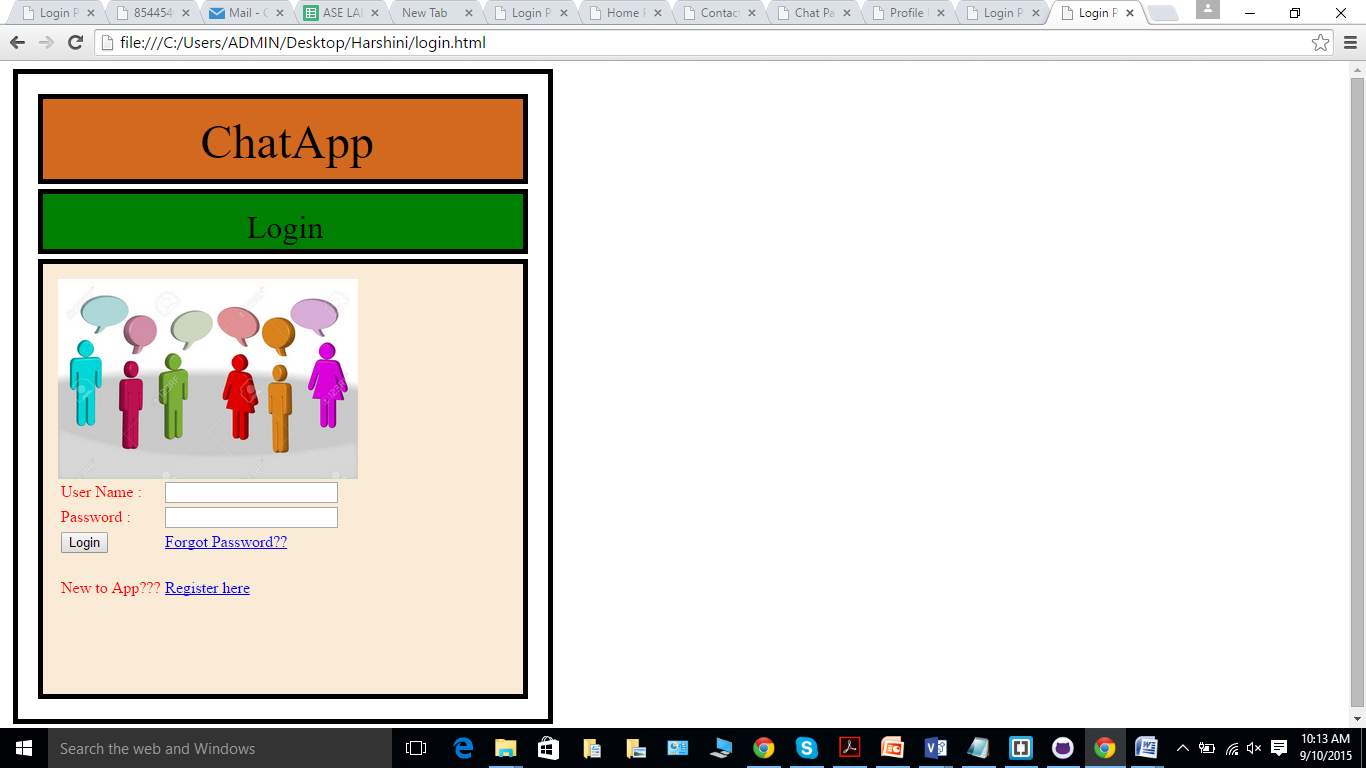 Login P
85445
Mail - C
ASE LA
New Tab
Login P
Home P
Contact
Chat Pa
Profile
Login P
Login P
file:///C:/Users/ADMIN/Desktop/Harshini/login.html
ChatApp
Login
User Name :
Password :
Login Forgot Password??
New to App??? Register here
Search the web and Windows
10:13 AM
9/10/2015